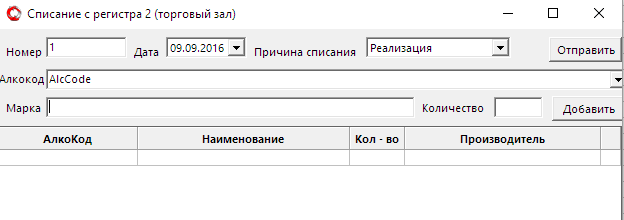 Списание с регистра 2 (торговый зал)
Номер 1 Дата 09.09.2016 Причина списания Реализация Отправить
Алкокод AlcCode
Марка Количество Добавить
АлкоКод Наименование Кол - во Производитель